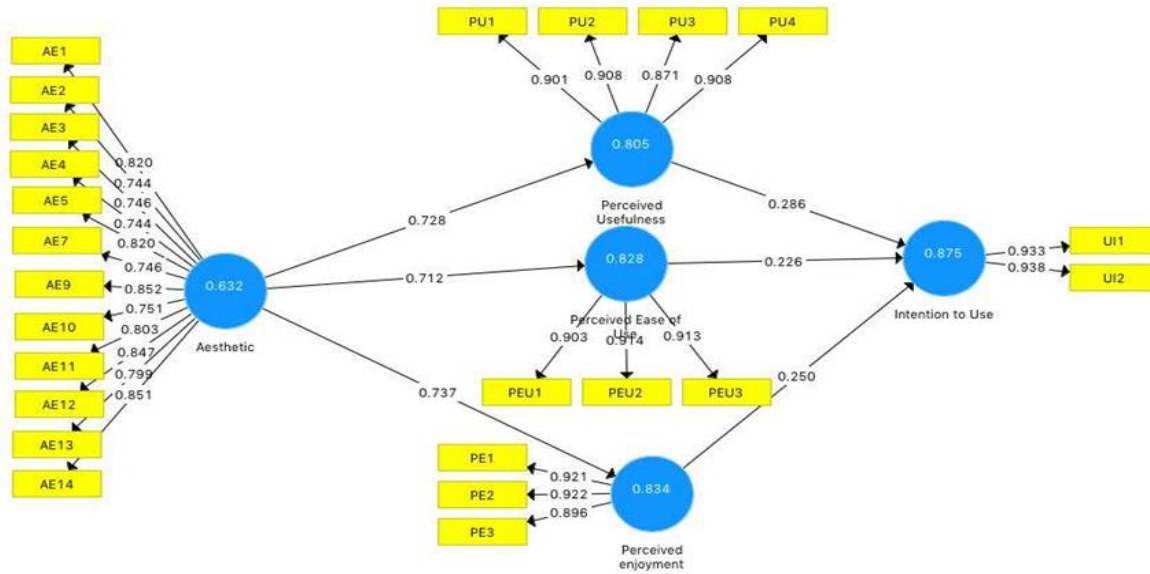 PU1
PU2
PU3
PU4
AE1
AE2
AE3
AE4
AE5
AE7
AE9
AE10
AE11
AE12
AE13
AE14
0.820
0.744
0.746
0.744
0.820
0.746
0.852
0.751
0.803
0.847
0.799
0.851
0.632
Aesthetic
0.901
0.908
0.871
0.908
0.805
Perceived
Usefulness
0.728
0.712
0.737
0.828
Perceived Ease of
Use
0.903
0.914
0.913
PEU1
PEU2
PEU3
0.286
0.226
0.250
0.875
Intention to Use
0.933
0.938
UI1
UI2
PE1
PE2
PE3
0.921
0.922
0.896
0.834
Perceived
enjoyment